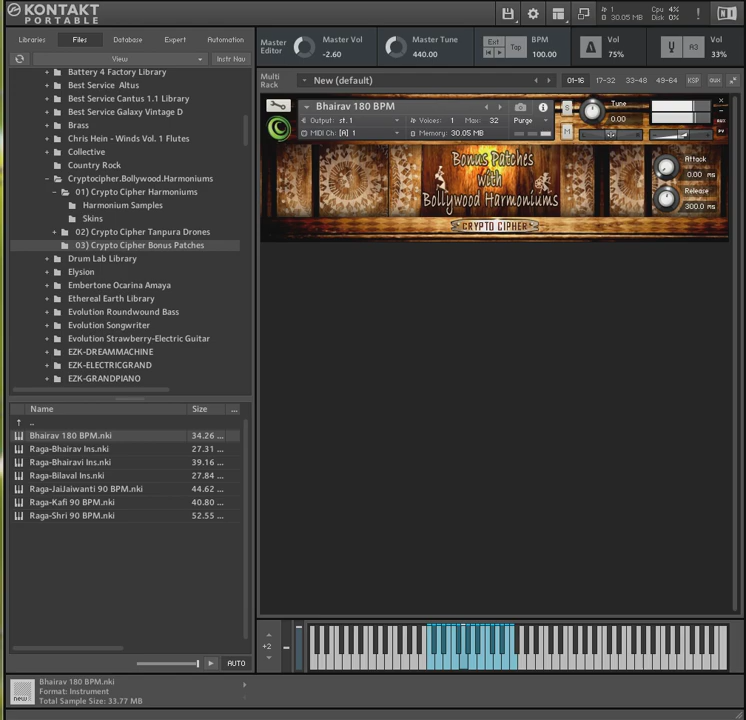 KONTAKT
PORTABLE
1
30.05 MB
Cpu 4%
Disk 0%
!
Libraries
Files
Database
Expert
Automation
View
Instr Nav
Battery 4 Factory Library
Best Service Altus
Best Service Cantus 1.1 Library
Best Service Galaxy Vintage D
Brass
Chris Hein - Winds Vol. 1 Flutes
Collective
Country Rock
Cryptocipher.Bollywood.Harmoniums
01) Crypto Cipher Harmoniums
Harmonium Samples
Skins
02) Crypto Cipher Tanpura Drones
03) Crypto Cipher Bonus Patches
Drum Lab Library
Elysion
Embertone Ocarina Amaya
Ethereal Earth Library
Evolution Roundwound Bass
Evolution Songwriter
Evolution Strawberry-Electric Guitar
EZK-DREAMMACHINE
EZK-ELECTRICGRAND
EZK-GRANDPIANO
Name
Size
...
..
Bhairav 180 BPM.nki 34.26 ...
Raga-Bhairav Ins.nki 27.31 ...
Raga-Bhairavi Ins.nki 39.16 ...
Raga-Bilaval Ins.nki 27.84 ...
Raga-JaiJaiwanti 90 BPM.nki 44.62 ...
Raga-Kafi 90 BPM.nki 40.80 ...
Raga-Shri 90 BPM.nki 52.55 ...
AUTO
new
Bhairav 180 BPM.nki
Format: Instrument
Total Sample Size: 33.77 MB
Master
Editor
Master Vol
-2.60
Master Tune
440.00
Ext
Tap
BPM
100.00
Vol
75%
A3
Vol
33%
Multi
Rack
New (default)
01-16
17-32
33-48
49-64
KSP
AUX
Bhairav 180 BPM
Output: st. 1
Voices: 1 Max: 32
Purge
MIDI Ch: [A] 1
Memory: 30.05 MB
S
M
Tune
0.00
AUX
PV
Bonus Patches
with
Bollywood Harmoniums
CRYPTO CIPHER
Attack
0.00 ms
Release
300.0 ms
+2